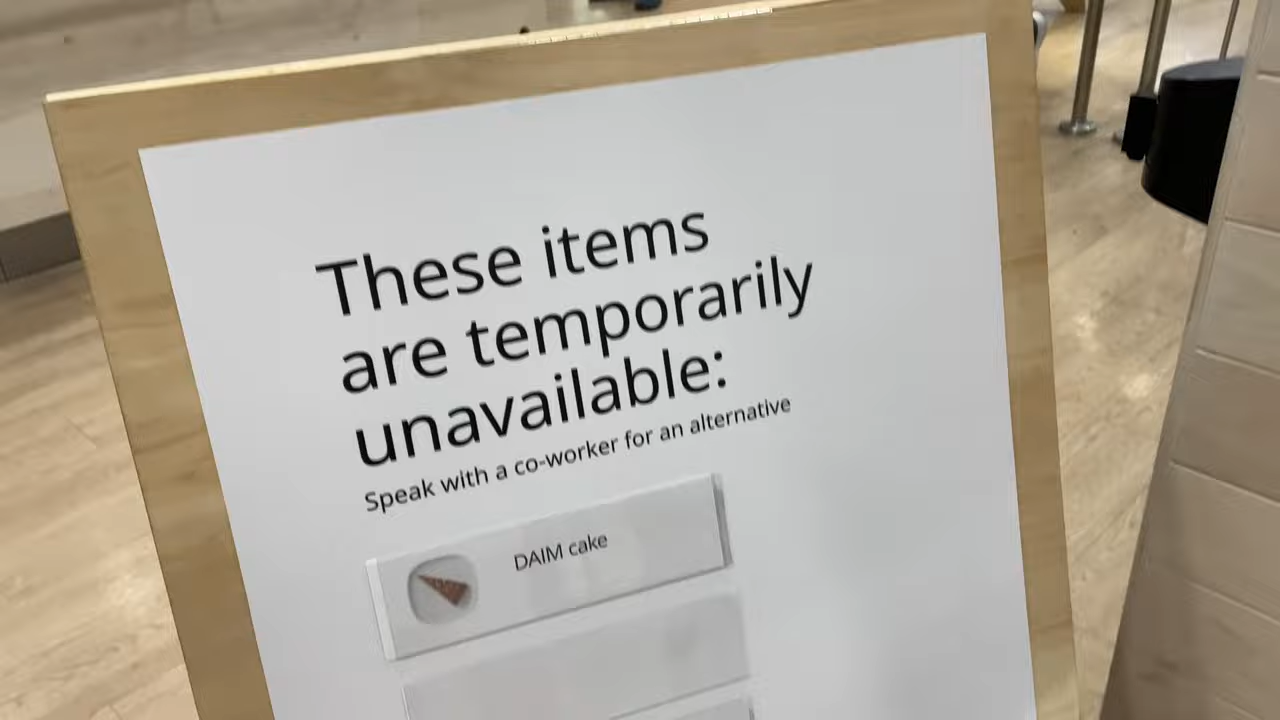 These items
are temporarily
unavailable:
Speak with a co-worker for an alternative
DAIM cake